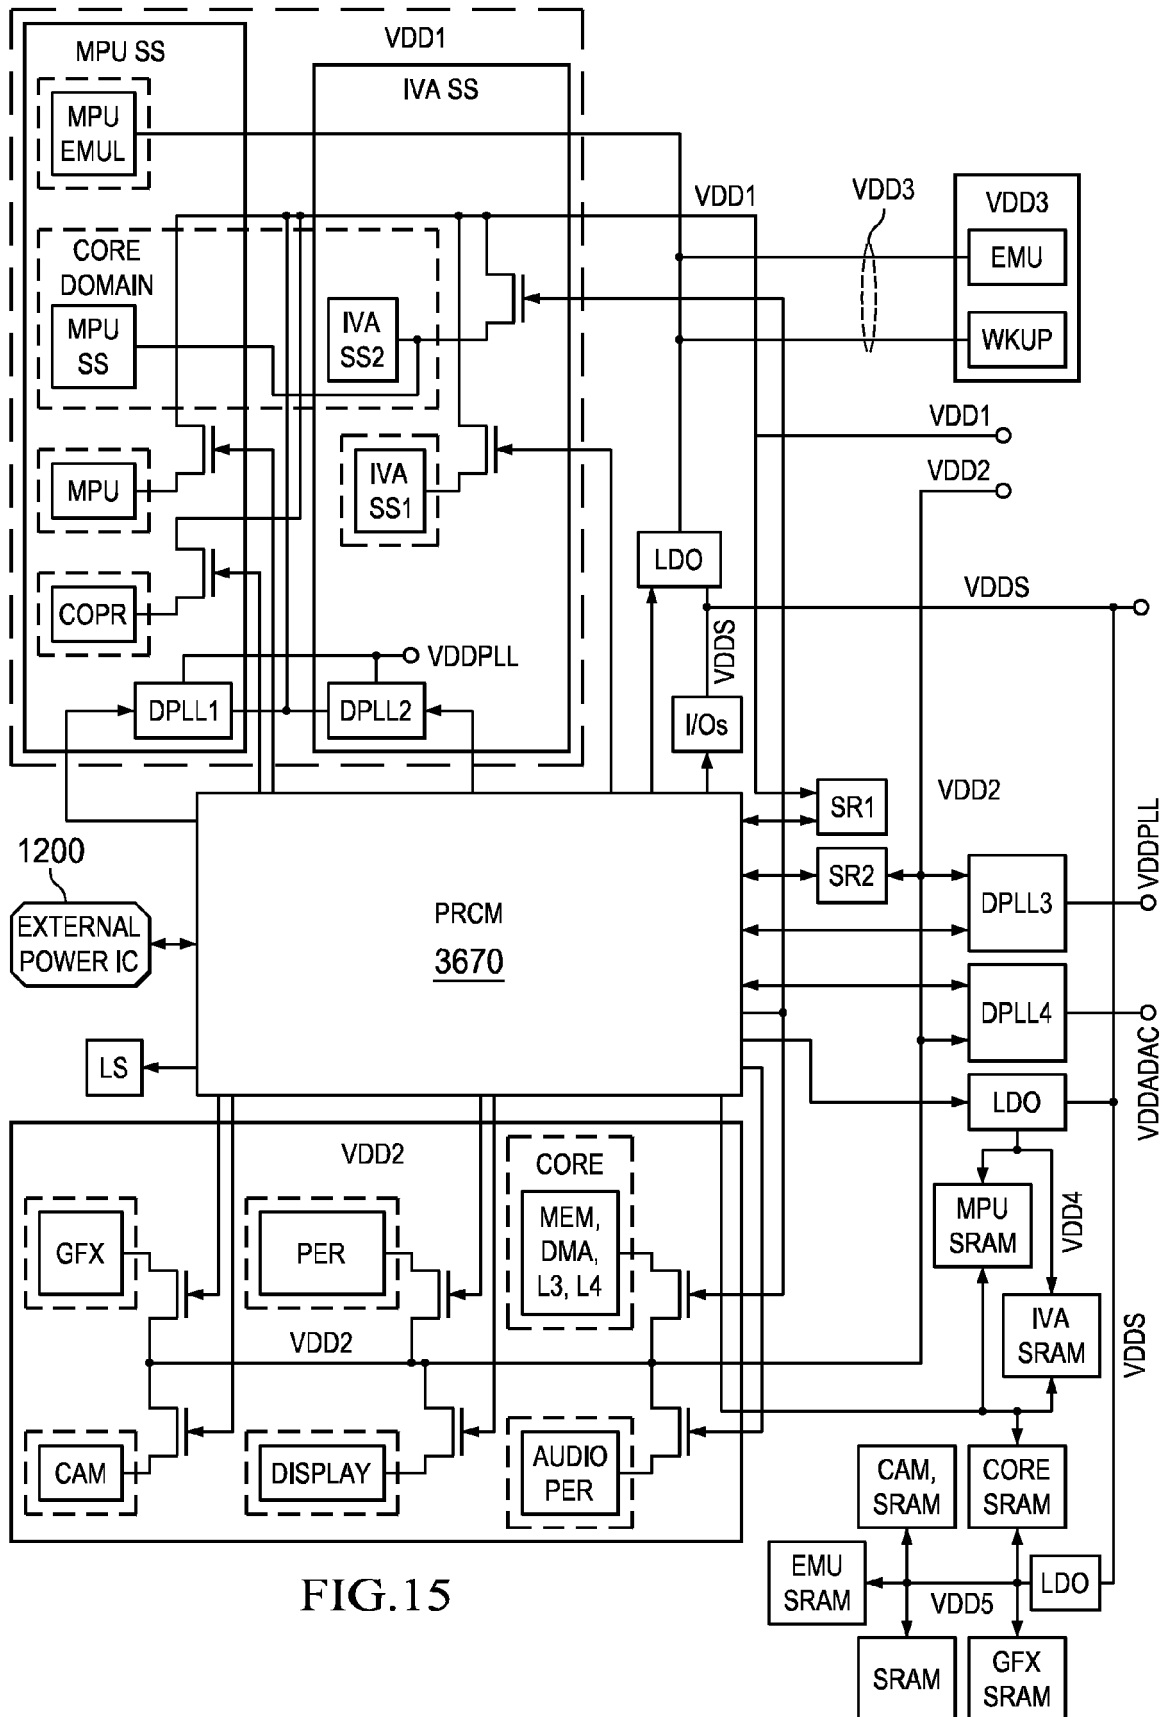 MPU SS
VDD1
IVA SS
MPU
EMUL
VDD1
VDD3
VDD3
EMU
WKUP
CORE
DOMAIN
MPU
SS
IVA
SS2
VDD1
VDD2
MPU
IVA
SS1
COPR
LDO
VDDS
VDDS
VDDPLL
DPLL1
DPLL2
I/Os
VDD2
SR1
SR2
VDDPLL
DPLL3
1200
EXTERNAL
POWER IC
PRCM
3670
DPLL4
VDDADAC
LS
LDO
VDD2
CORE
MEM,
DMA,
L3, L4
GFX
PER
MPU
SRAM
VDD4
IVA
SRAM
VDDS
VDD2
CAM
DISPLAY
AUDIO
PER
CAM,
SRAM
CORE
SRAM
EMU
SRAM
VDD5
LDO
SRAM
GFX
SRAM
FIG.15